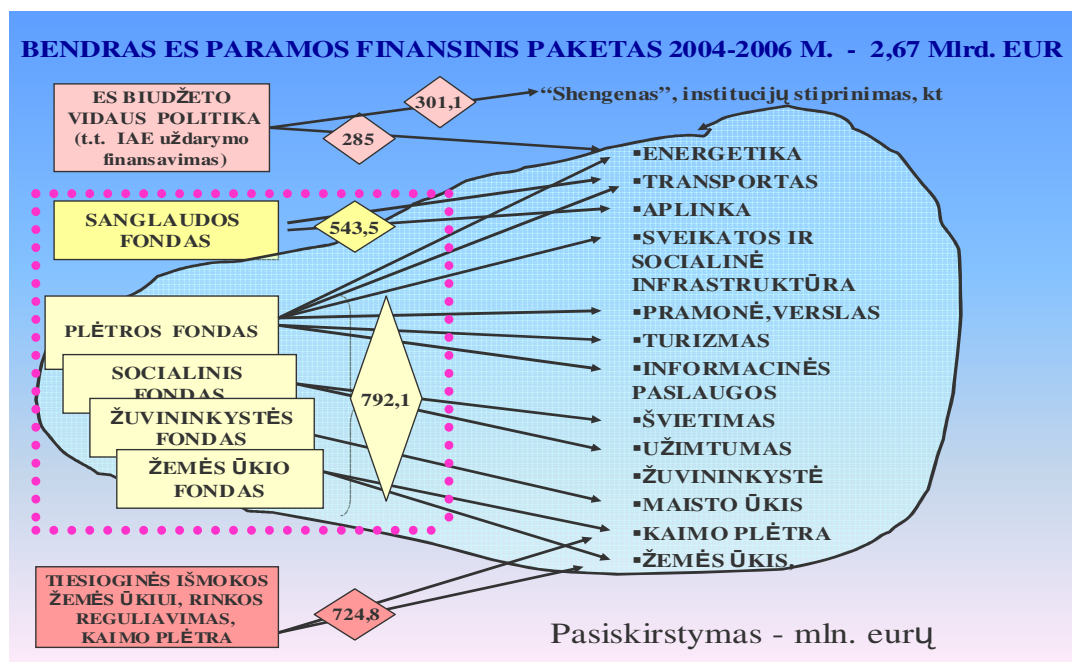 BENDRAS ES PARAMOS FINANSINIS PAKETAS 2004-2006 M. - 2,67 Mlrd. EUR
ES BIUDŽETO
VIDAUS POLITIKA
(t.t. IAE uždarymo
finansavimas)
301,1
285
“Shengenas”, institucijų stiprinimas, kt
SANGLAUDOS
FONDAS
543,5
PLĖTROS FONDAS
SOCIALINIS
FONDAS
ŽUVININKYSTĖS
FONDAS
ŽEMĖS ŪKIO
FONDAS
792,1
▪ENERGETIKA
▪TRANSPORTAS
▪APLINKA
▪SVEIKATOS IR
SOCIALINĖ
INFRASTRUKTŪRA
▪PRAMONĖ,VERSLAS
▪TURIZMAS
▪INFORMACINĖS
PASLAUGOS
▪ŠVIETIMAS
▪UŽIMTUMAS
▪ŽUVININKYSTĖ
▪MAISTO ŪKIS
▪KAIMO PLĖTRA
▪ŽEMĖS ŪKIS.
TIESIOGINĖS IŠMOKOS
ŽEMĖS ŪKIUI, RINKOS
REGULIAVIMAS,
KAIMO PLĖTRA
724,8
Pasiskirstymas - mln. eurų